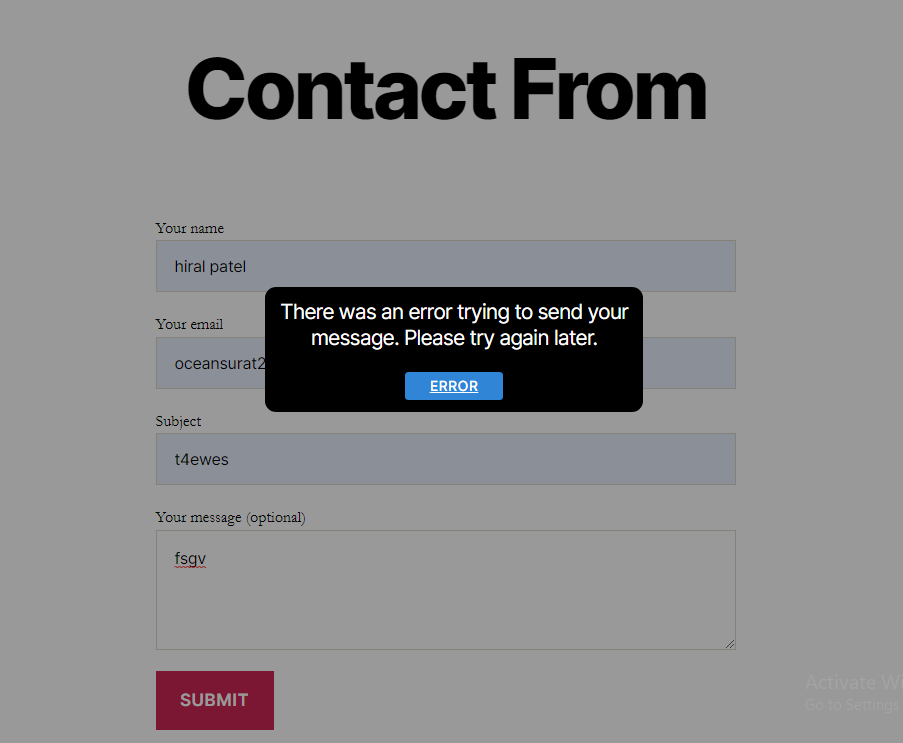 Contact From
Your name
hiral patel
There was an error trying to send your
message. Please try again later.
ERROR
Your email
oceansurat2
Subject
t4ewes
Your message (optional)
fsgv
SUBMIT
Activate
Go to Settings